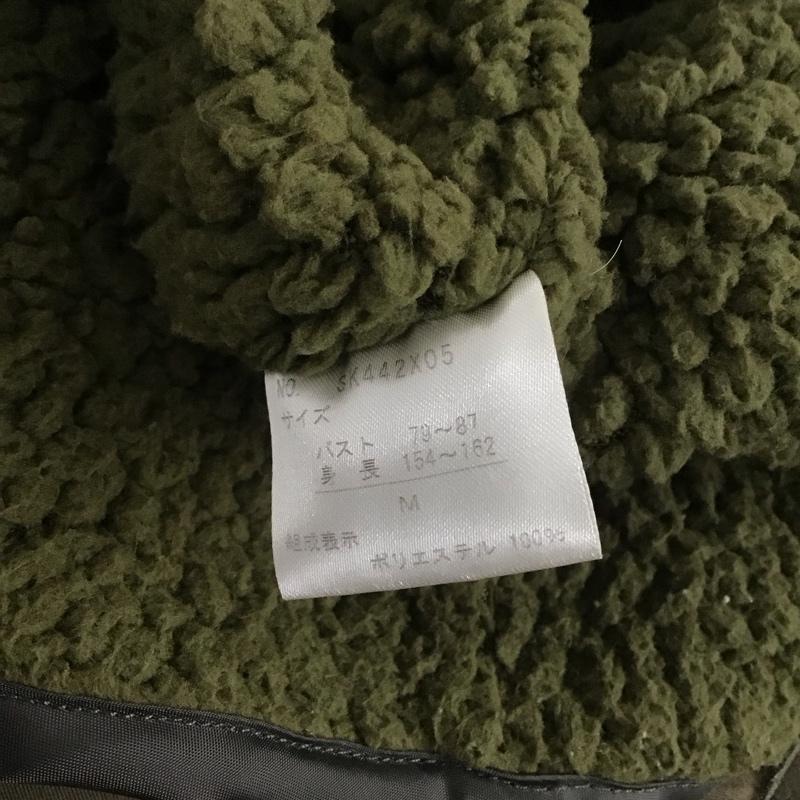 NO. SK442X05
サイズ
バスト 79～87
身長 154～162
M
組成表示
ポリエステル 100%